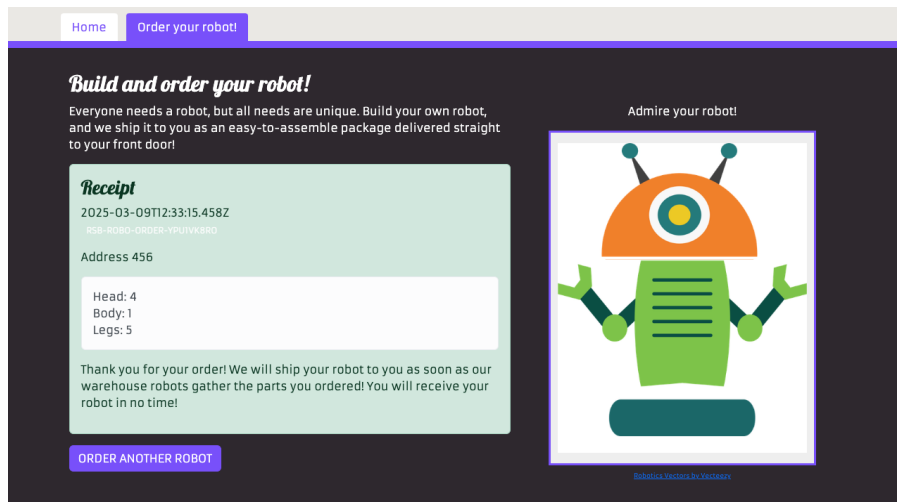 Home
Order your robot!
Build and order your robot!
Everyone needs a robot, but all needs are unique. Build your own robot,
and we ship it to you as an easy-to-assemble package delivered straight
to your front door!
Receipt
2025-03-09T12:33:15.458Z
RSB-ROBO-ORDER-YPU1VK8RO
Address 456
Head: 4
Body: 1
Legs: 5
Thank you for your order! We will ship your robot to you as soon as our
warehouse robots gather the parts you ordered! You will receive your
robot in no time!
ORDER ANOTHER ROBOT
Admire your robot!
Robotics Vectors by Vecteezy